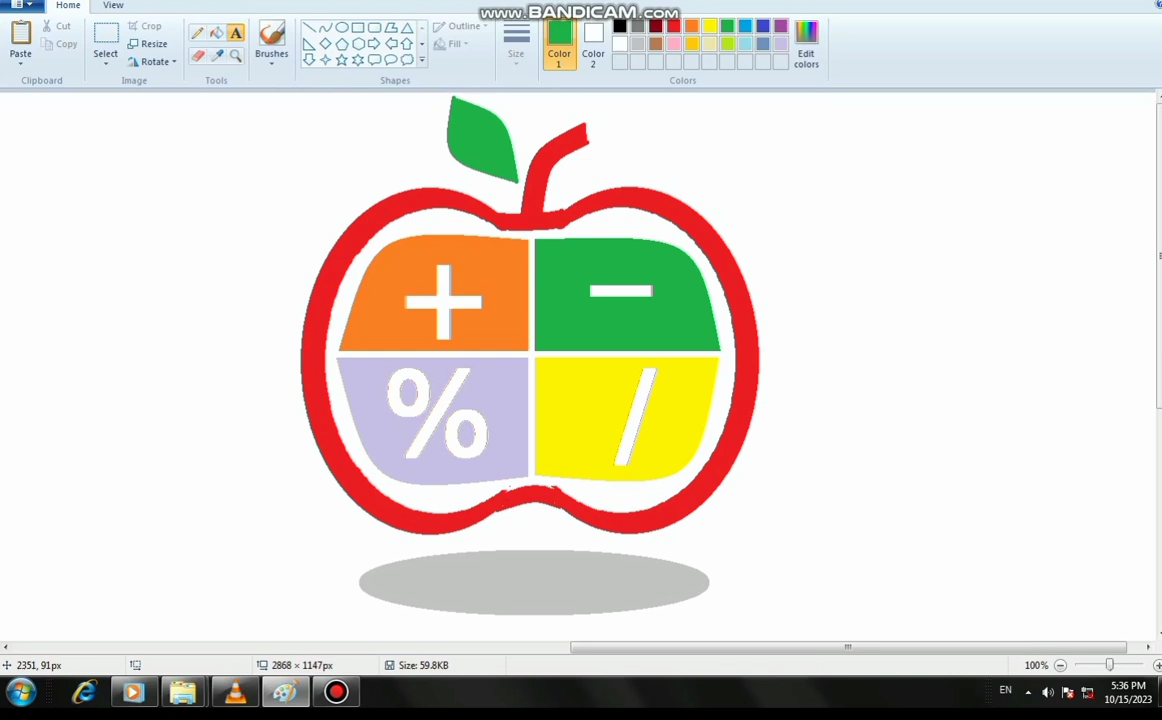 Home View
www.BANDICAM.com
Paste
Cut
Copy
Clipboard
Select
Crop
Resize
Rotate
Image
A
Tools
Brushes
Outline
Fill
Shapes
Size
Color 1
Color 2
Edit colors
Colors
+ −
% /
2351, 91px
2868 × 1147px
Size: 59.8KB
100%
EN
5:36 PM
10/15/2023